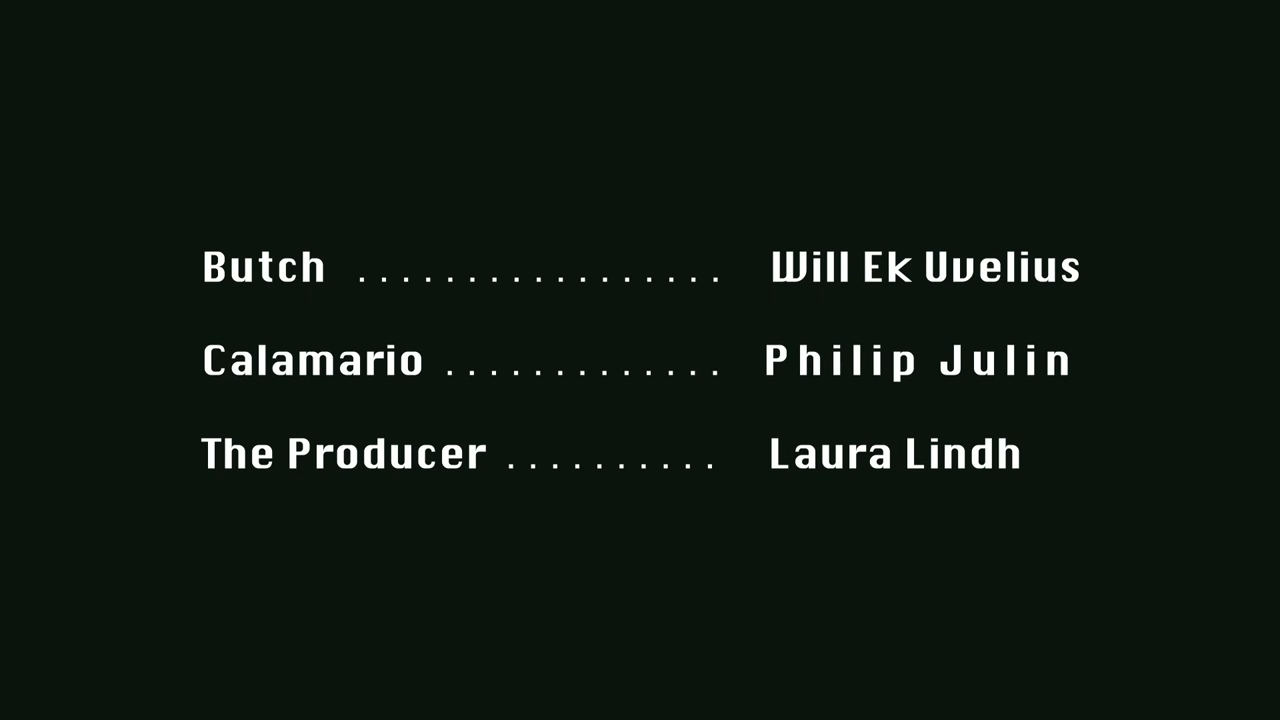 Butch . . . . . . . . . . . . . . . . . Will Ek Uvelius
Calamario . . . . . . . . . . . . . Philip Julin
The Producer . . . . . . . . . . Laura Lindh